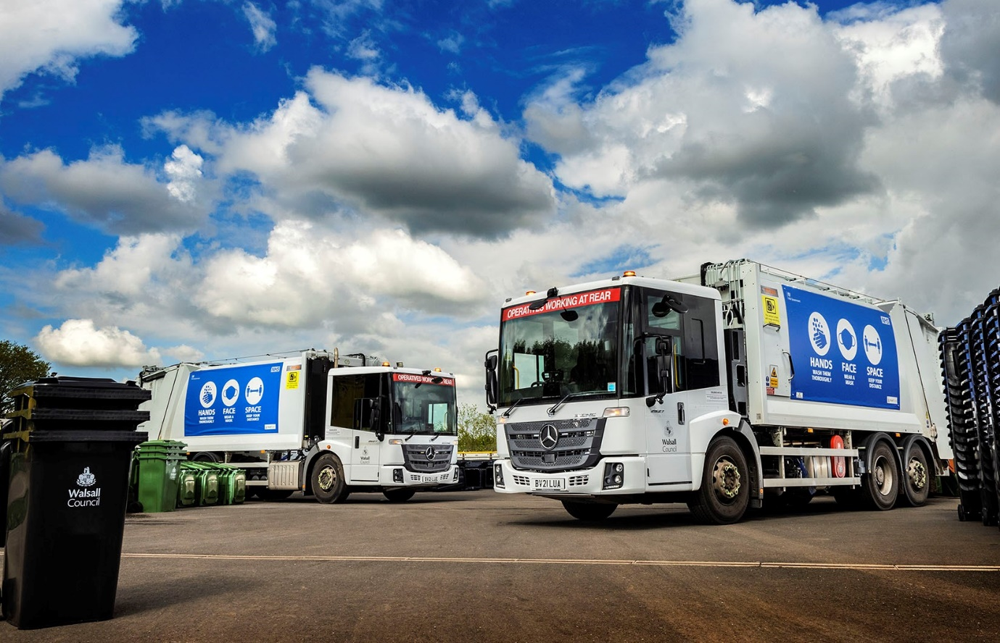 OPERATIVES WORKING AT REAR
NHS
HANDS
WASH THEM
THOROUGHLY
FACE
WEAR A
MASK
SPACE
KEEP YOUR
DISTANCE
Walsall
Council
BV21 LUA
OPERATIVES WORKING AT REAR
NHS
HANDS
WASH THEM
THOROUGHLY
FACE
WEAR A
MASK
SPACE
KEEP YOUR
DISTANCE
Walsall
Council
BV21 LUE
Walsall
Council